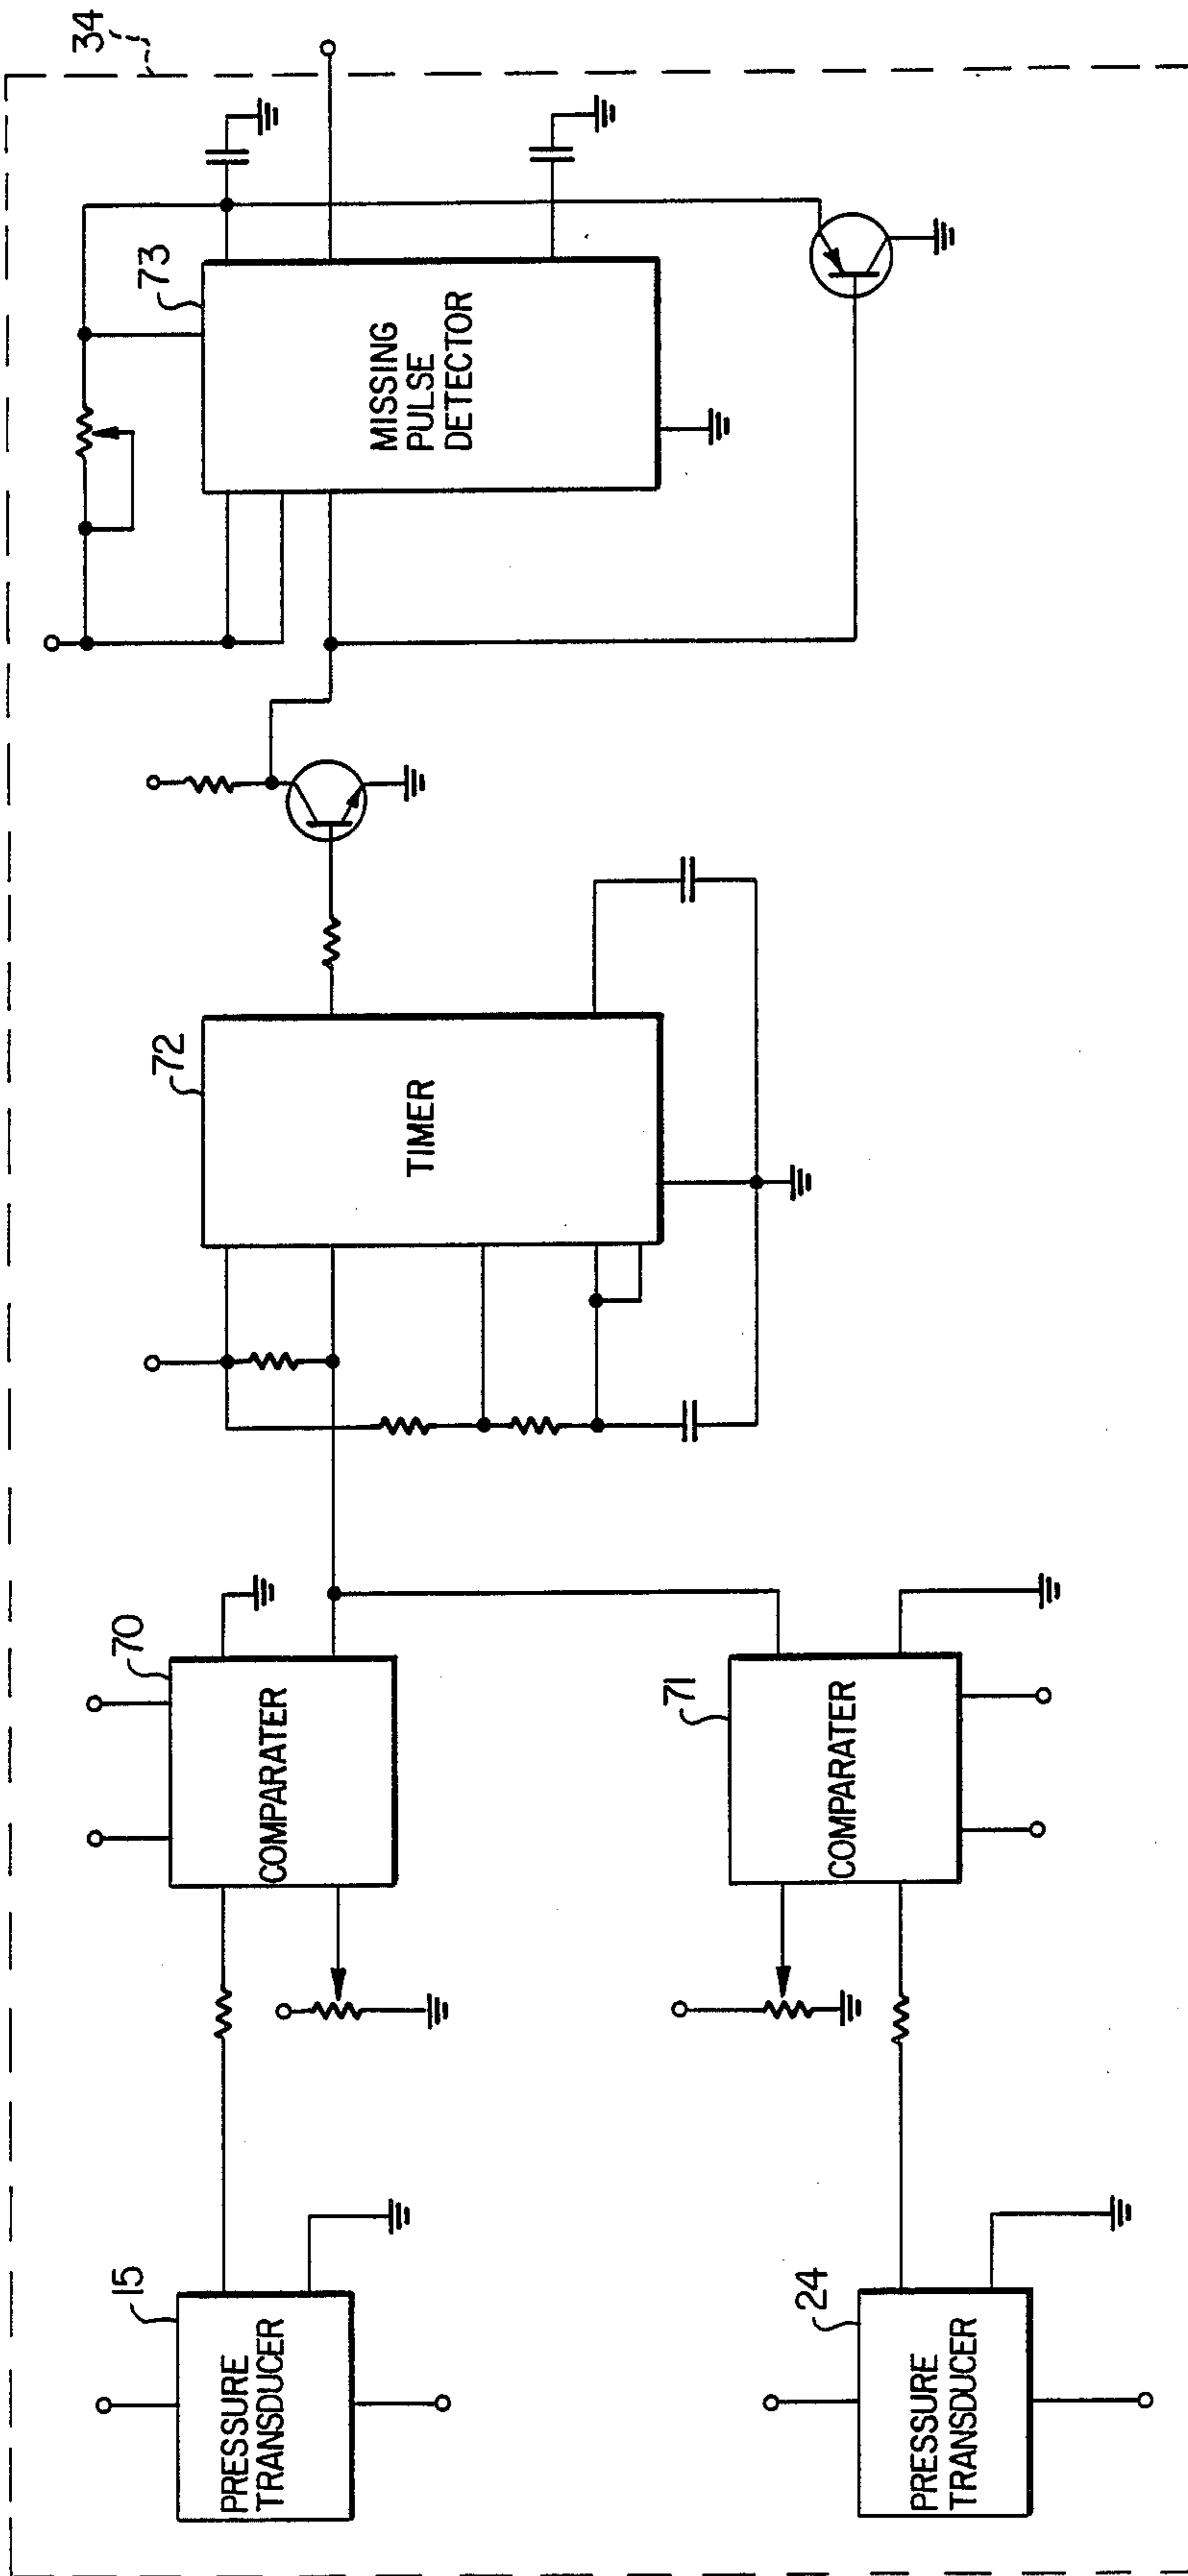 34
73
MISSING
PULSE
DETECTOR
72
TIMER
70
COMPARATER
71
COMPARATER
15
PRESSURE
TRANSDUCER
24
PRESSURE
TRANSDUCER